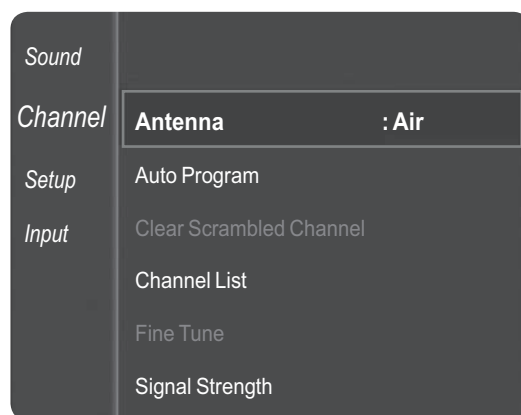 Sound
Channel
Setup
Input
Antenna : Air
Auto Program
Clear Scrambled Channel
Channel List
Fine Tune
Signal Strength